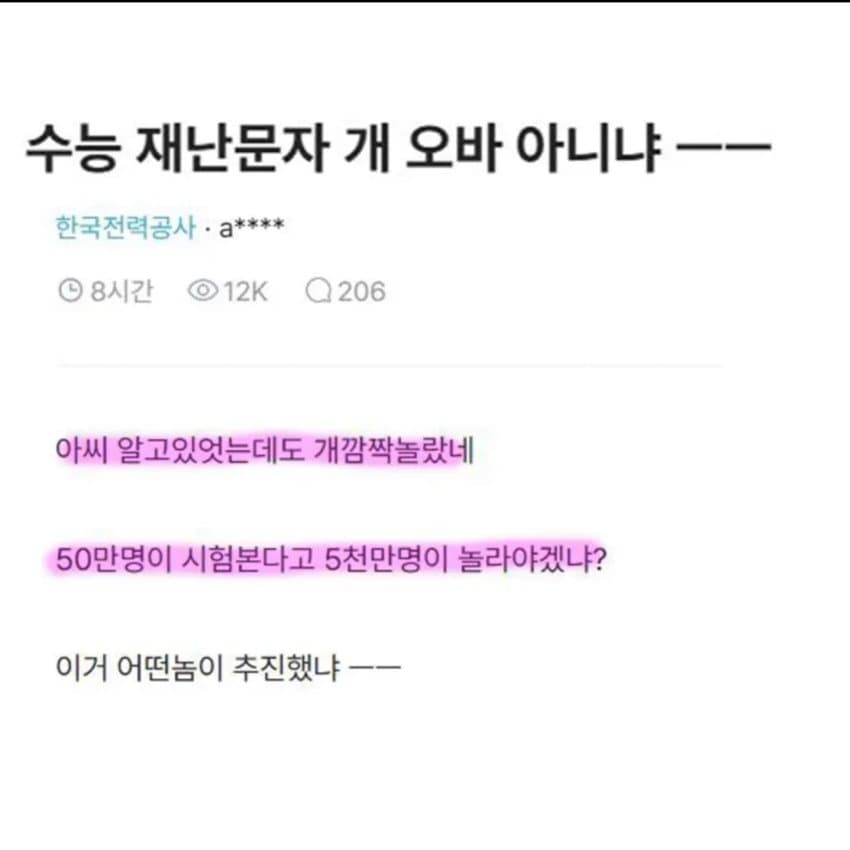 수능 재난문자 개 오바 아니냐 ㅡㅡ
한국전력공사 · a****
8시간 12K 206
아씨 알고있엇는데도 개깜짝놀랐네
50만명이 시험본다고 5천만명이 놀라야겠냐?
이거 어떤놈이 추진했냐 ㅡㅡ